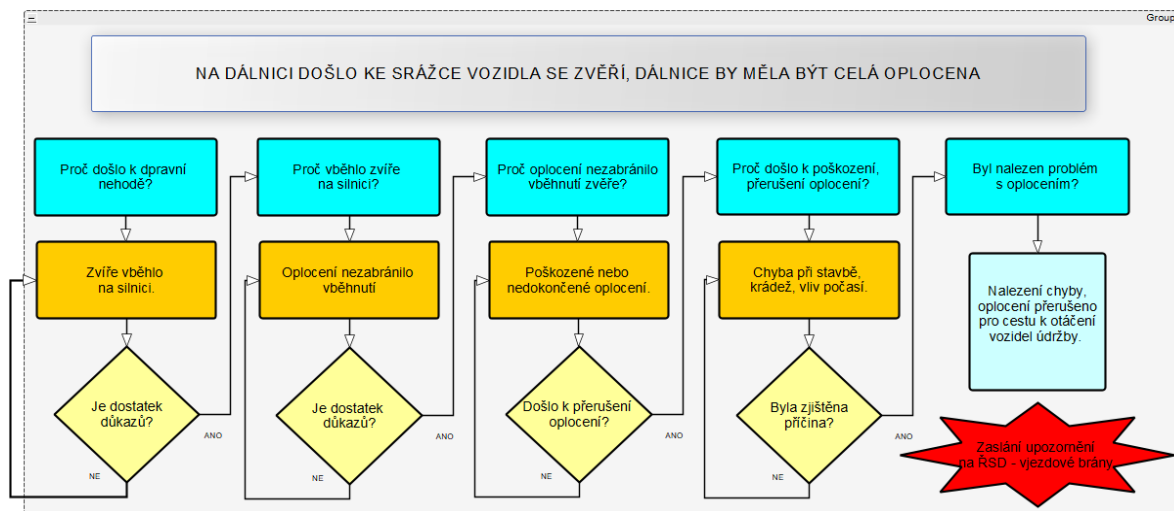 Group
NA DÁLNICI DOŠLO KE SRÁŽCE VOZIDLA SE ZVĚŘÍ, DÁLNICE BY MĚLA BÝT CELÁ OPLOCENA
Proč došlo k dpravní
nehodě?
Zvíře vběhlo
na silnici.
Je dostatek
důkazů?
ANO
NE
Proč vběhlo zvíře
na silnici?
Oplocení nezabránilo
vběhnutí
Je dostatek
důkazů?
ANO
NE
Proč oplocení nezabránilo
vběhnutí zvěře?
Poškozené nebo
nedokončené oplocení.
Došlo k přerušení
oplocení?
ANO
NE
Proč došlo k poškození,
přerušení oplocení?
Chyba při stavbě,
krádež, vliv počasí.
Byla zjištěna
příčina?
ANO
NE
Byl nalezen problém
s oplocením?
Nalezení chyby,
oplocení přerušeno
pro cestu k otáčení
vozidel údržby.
Zaslání upozornění
na ŘSD - vjezdové brány.